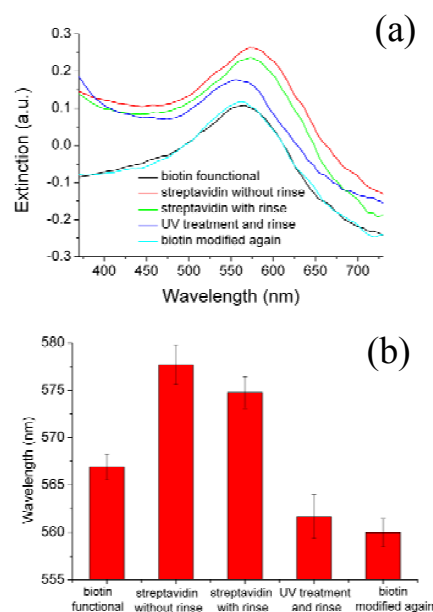 (a)
0.3
0.2
0.1
0.0
-0.1
-0.2
-0.3
Extinction (a.u.)
biotin founctional
streptavidin without rinse
streptavidin with rinse
UV treatment and rinse
biotin modified again
400 450 500 550 600 650 700
Wavelength (nm)
(b)
580
575
570
565
560
555
Wavelength (nm)
biotin
functional
streptavidin
without rinse
streptavidin
with rinse
UV treatment
and rinse
biotin
modified again